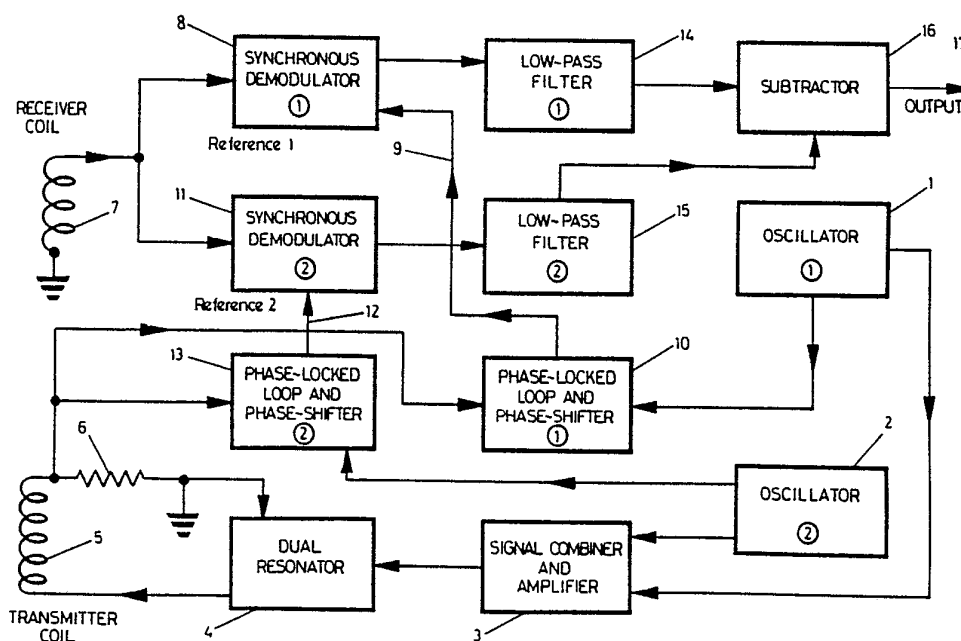 8
SYNCHRONOUS
DEMODULATOR
1
14
LOW-PASS
FILTER
1
16
SUBTRACTOR
17
OUTPUT
RECEIVER
COIL
7
Reference 1
9
11
SYNCHRONOUS
DEMODULATOR
2
LOW-PASS
FILTER
2
15
1
OSCILLATOR
1
Reference 2
12
13
PHASE-LOCKED
LOOP AND
PHASE-SHIFTER
2
10
PHASE-LOCKED
LOOP AND
PHASE-SHIFTER
1
2
OSCILLATOR
2
6
5
TRANSMITTER
COIL
DUAL
RESONATOR
4
SIGNAL COMBINER
AND
AMPLIFIER
3